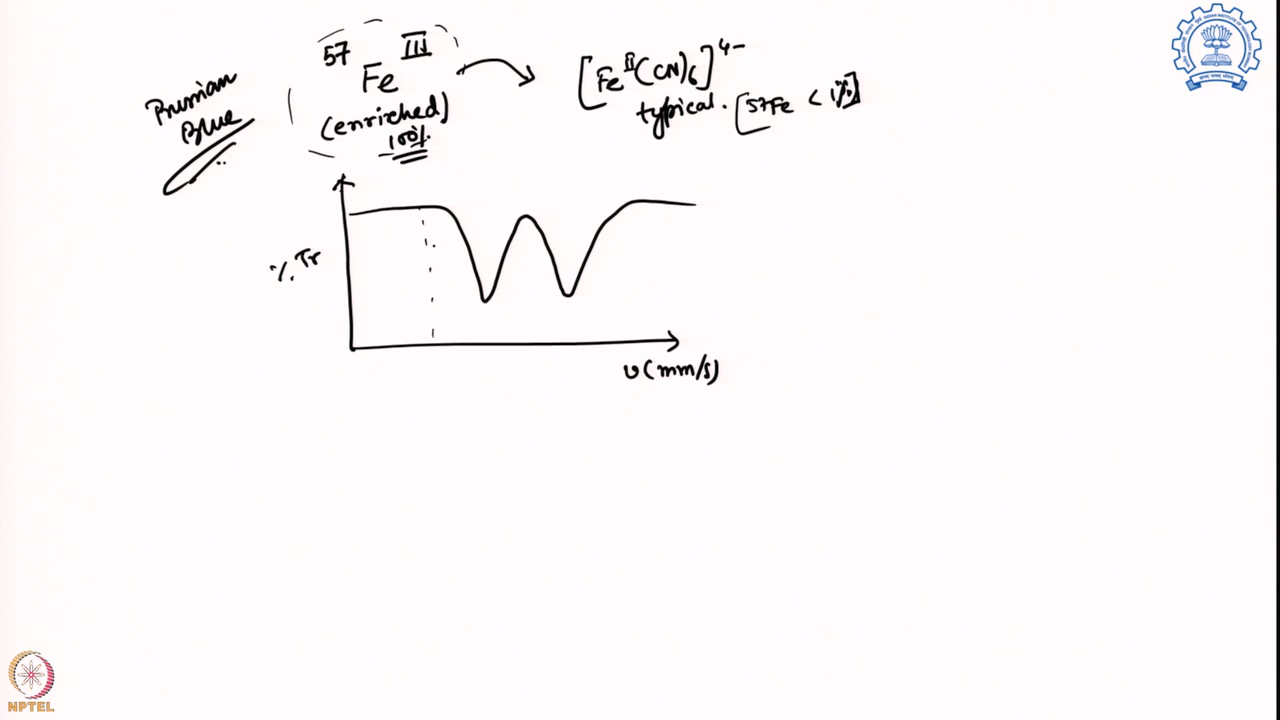 Prussian
Blue
57 Fe III
(enriched)
100%
[Fe II (CN)6]4-
typical. [57Fe < 1%]
% Tr
υ(mm/s)
NPTEL